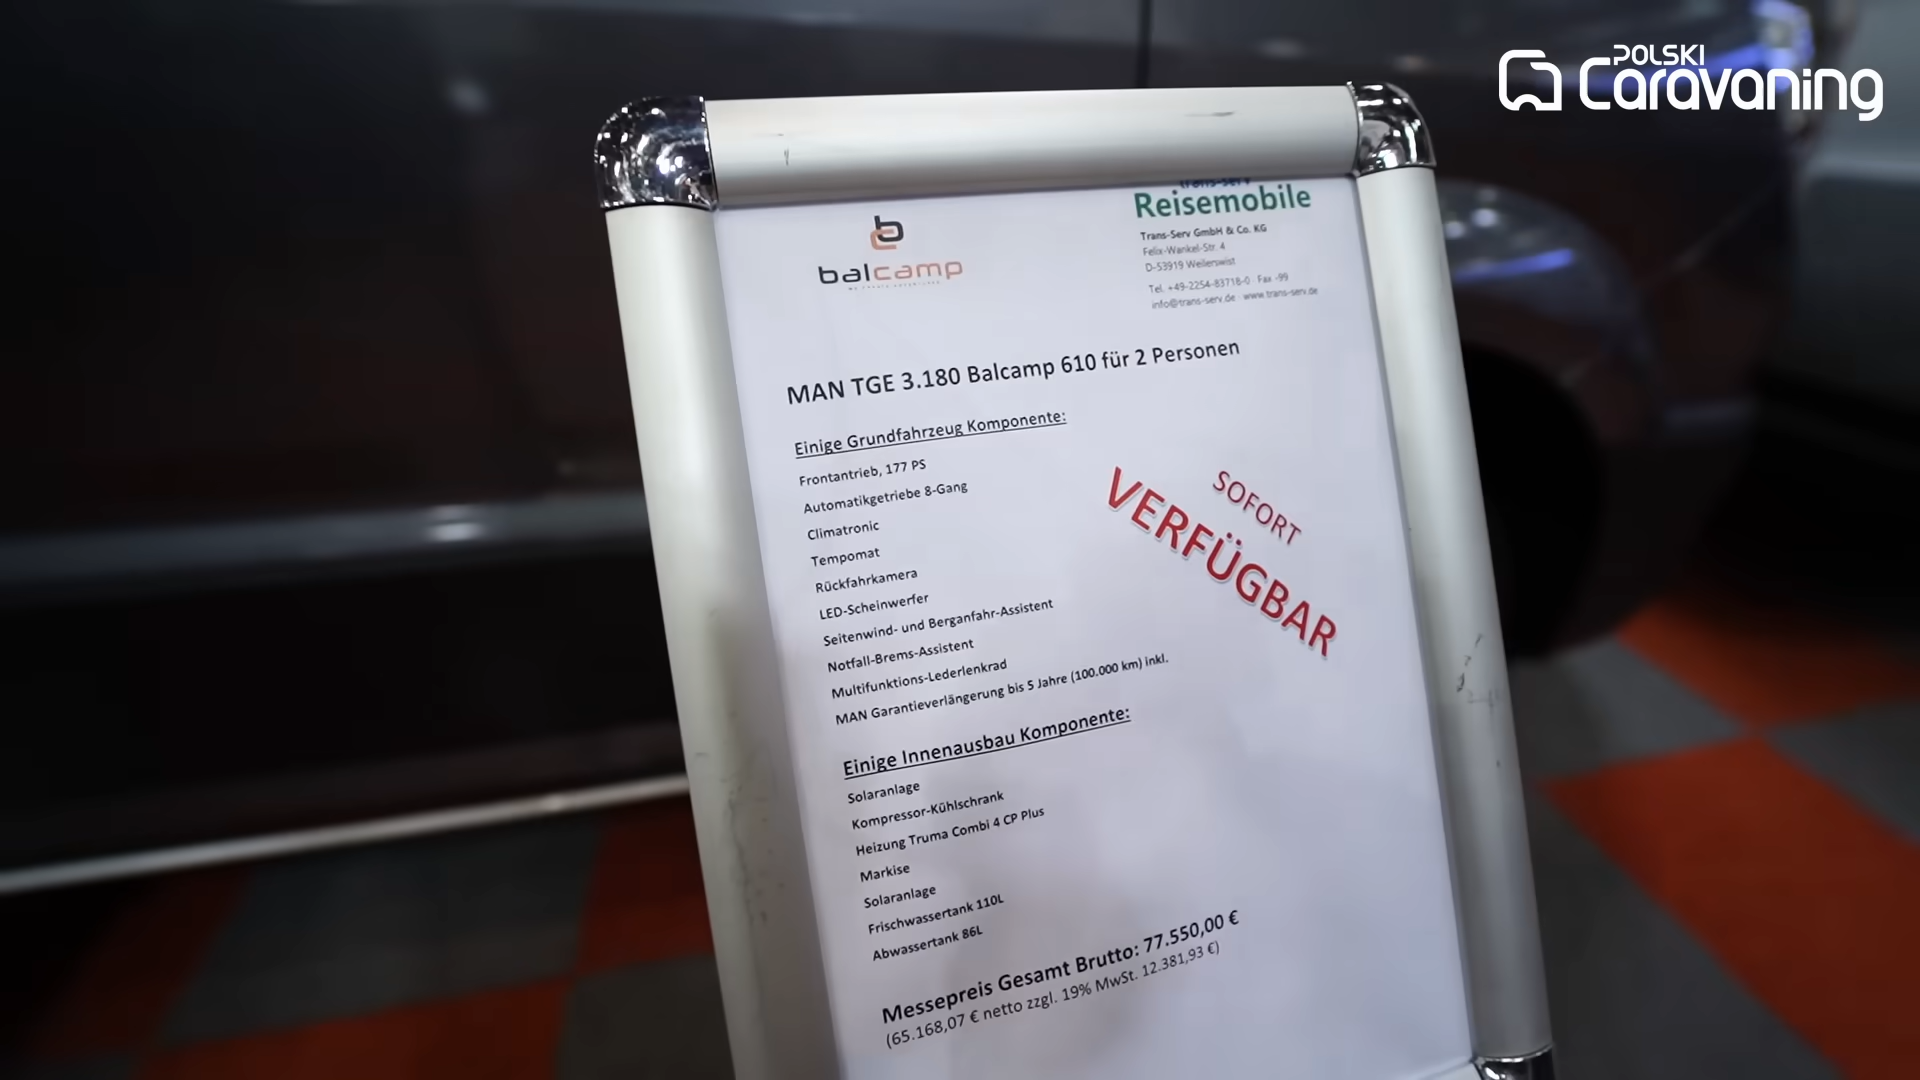 POLSKI
Caravaning
balcamp
trans-serv
Reisemobile
Trans-Serv GmbH & Co. KG
Felix-Wankel-Str. 4
D-53919 Weilerswist
Tel. +49-2254-83718-0 · Fax -99
info@trans-serv.de · www.trans-serv.de
MAN TGE 3.180 Balcamp 610 für 2 Personen
Einige Grundfahrzeug Komponente:
Frontantrieb, 177 PS
Automatikgetriebe 8-Gang
Climatronic
Tempomat
Rückfahrkamera
LED-Scheinwerfer
Seitenwind- und Berganfahr-Assistent
Notfall-Brems-Assistent
Multifunktions-Lederlenkrad
MAN Garantieverlängerung bis 5 Jahre (100.000 km) inkl.
SOFORT
VERFÜGBAR
Einige Innenausbau Komponente:
Solaranlage
Kompressor-Kühlschrank
Heizung Truma Combi 4 CP Plus
Markise
Solaranlage
Frischwassertank 110L
Abwassertank 86L
Messepreis Gesamt Brutto: 77.550,00 €
(65.168,07 € netto zzgl. 19% MwSt. 12.381,93 €)